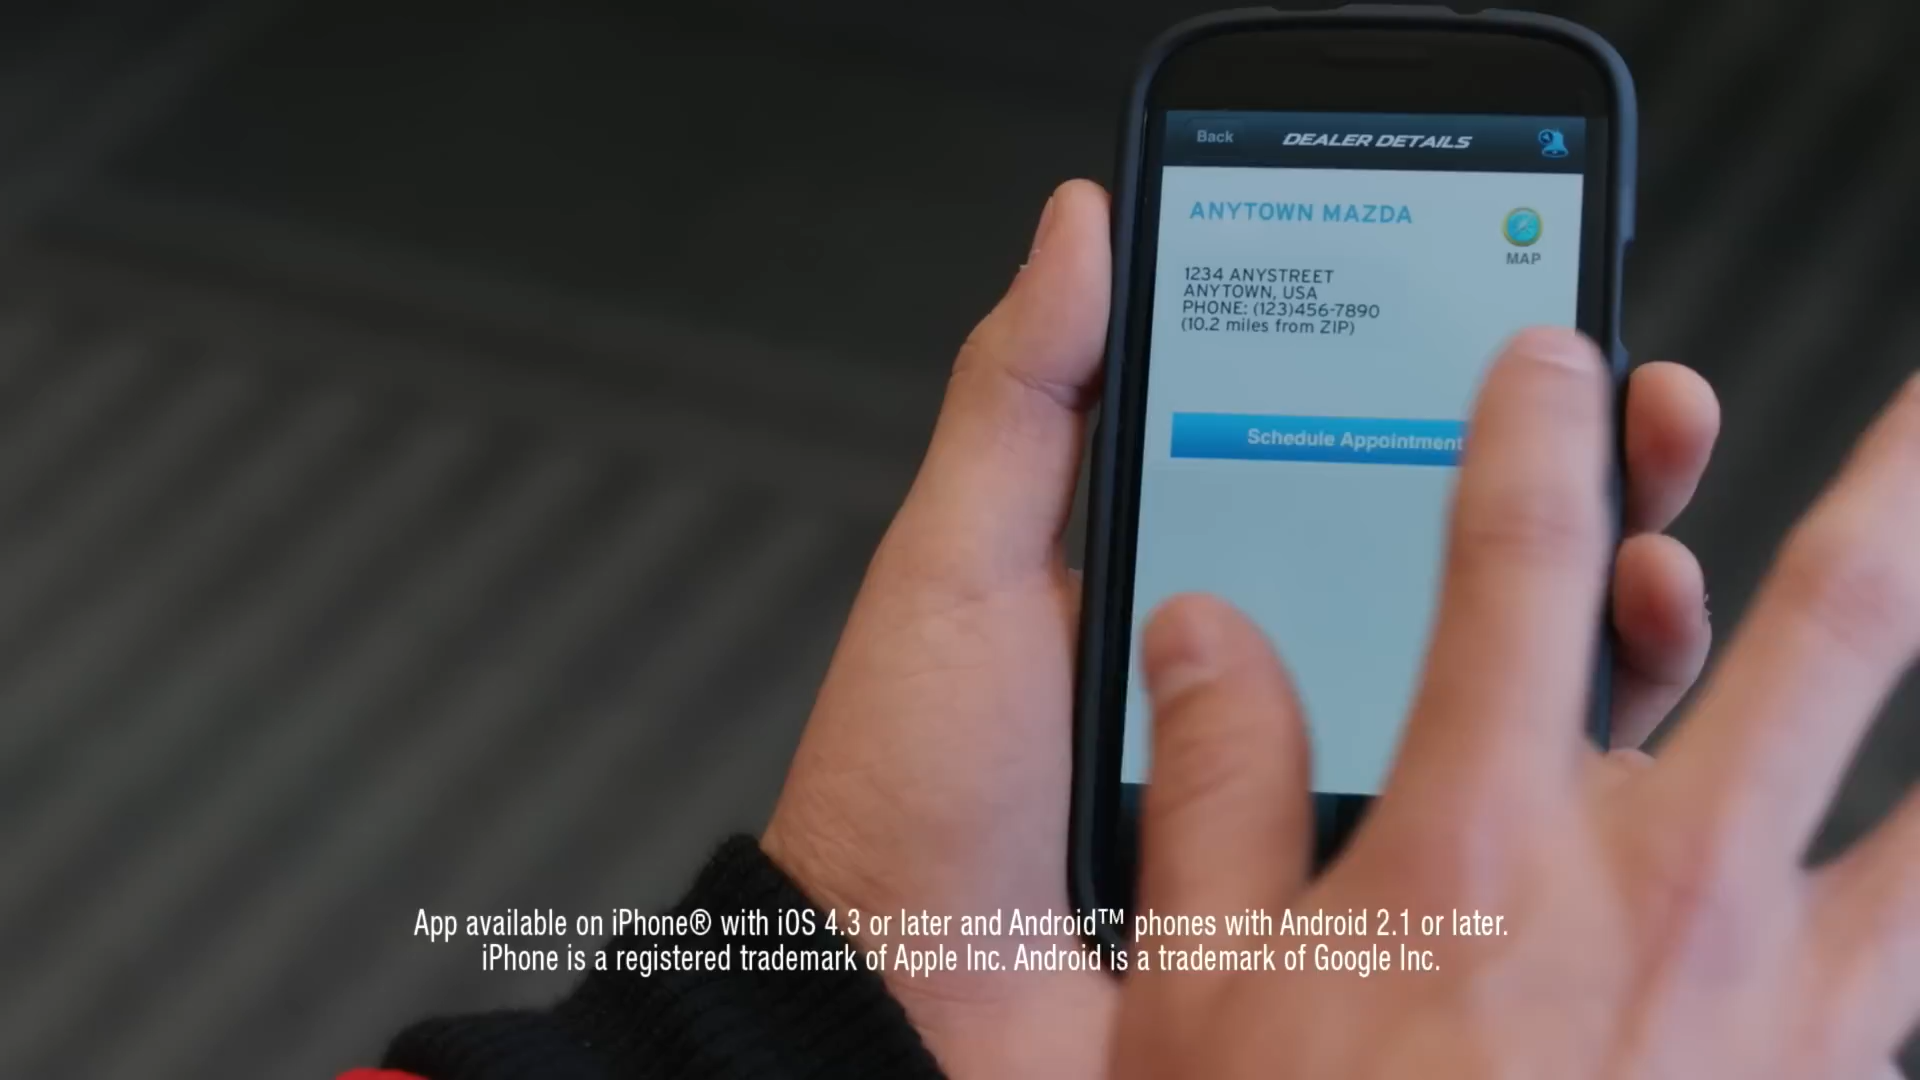 Back
DEALER DETAILS
ANYTOWN MAZDA
MAP
1234 ANYSTREET
ANYTOWN, USA
PHONE: (123)456-7890
(10.2 miles from ZIP)
Schedule Appointment
App available on iPhone® with iOS 4.3 or later and Android™ phones with Android 2.1 or later.
iPhone is a registered trademark of Apple Inc. Android is a trademark of Google Inc.